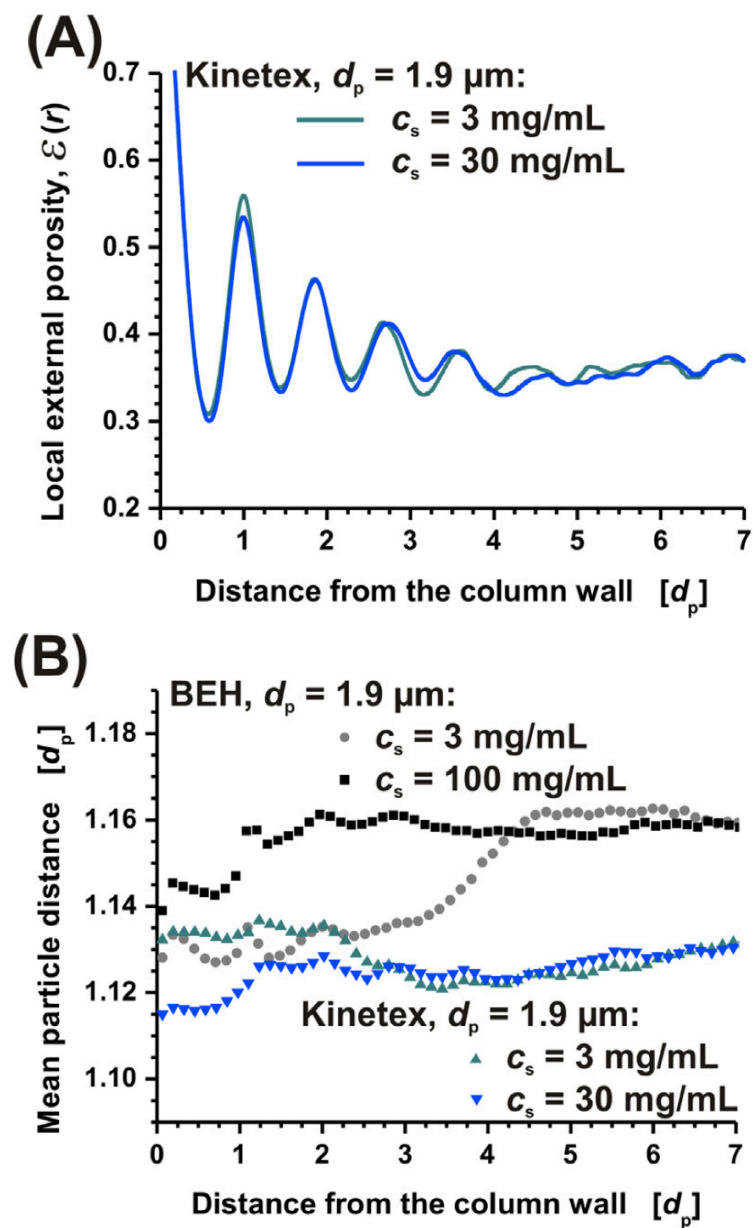 (A)
Kinetex, dp = 1.9 µm:
cs = 3 mg/mL
cs = 30 mg/mL
Local external porosity, ε(r)
0.7
0.6
0.5
0.4
0.3
0.2
0 1 2 3 4 5 6 7
Distance from the column wall [dp]
(B)
BEH, dp = 1.9 µm:
cs = 3 mg/mL
cs = 100 mg/mL
Mean particle distance [dp]
1.18
1.16
1.14
1.12
1.10
Kinetex, dp = 1.9 µm:
cs = 3 mg/mL
cs = 30 mg/mL
0 1 2 3 4 5 6 7
Distance from the column wall [dp]